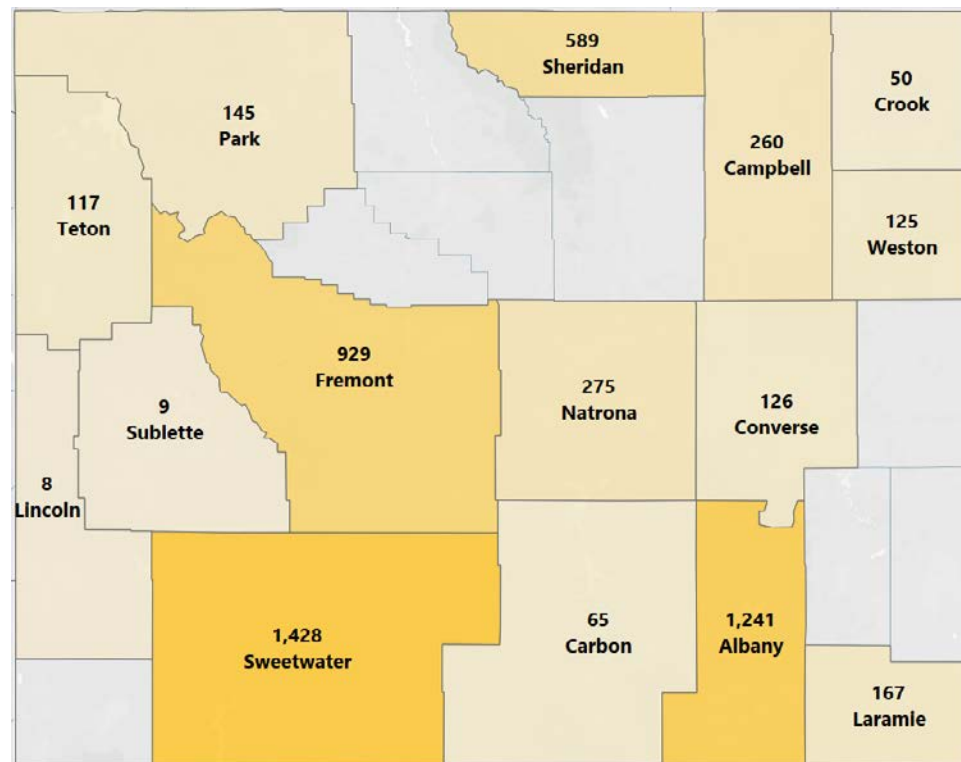 589
Sheridan
50
Crook
145
Park
260
Campbell
117
Teton
125
Weston
929
Fremont
275
Natrona
126
Converse
9
Sublette
8
Lincoln
1,428
Sweetwater
65
Carbon
1,241
Albany
167
Laramie